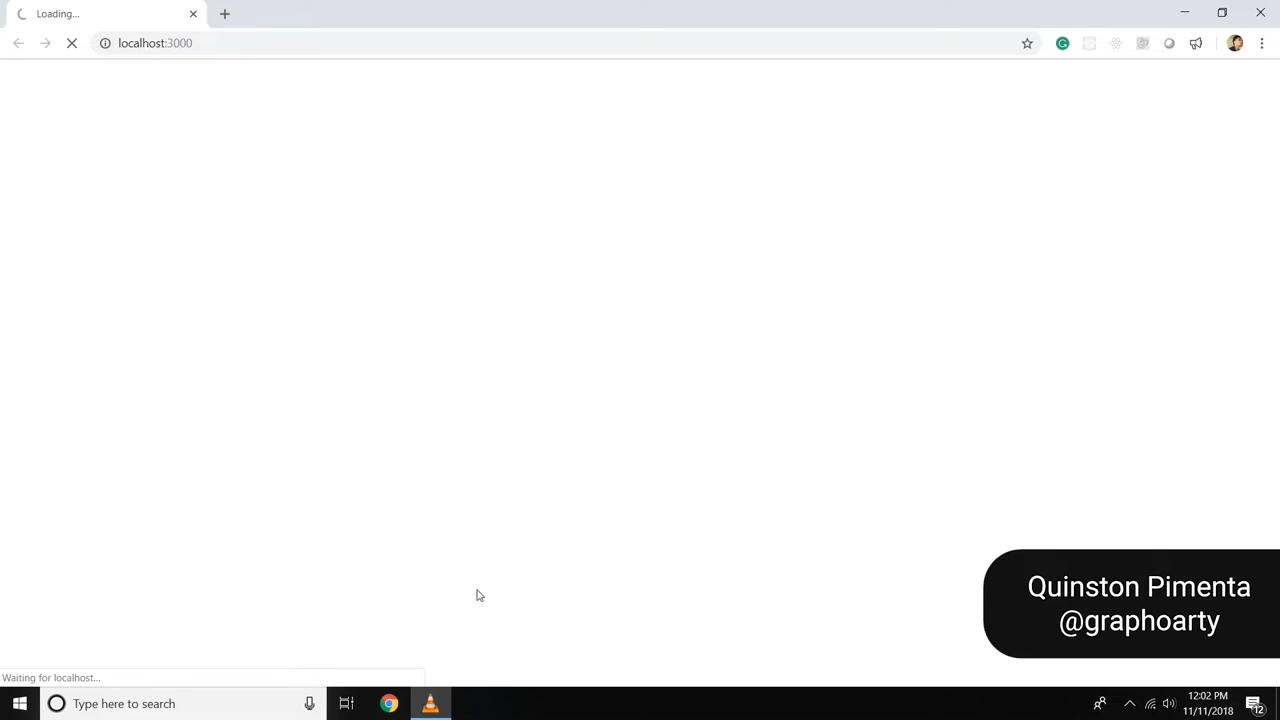 Loading...
localhost:3000
Quinston Pimenta
@graphoarty
Waiting for localhost...
Type here to search
12:02 PM
11/11/2018
12